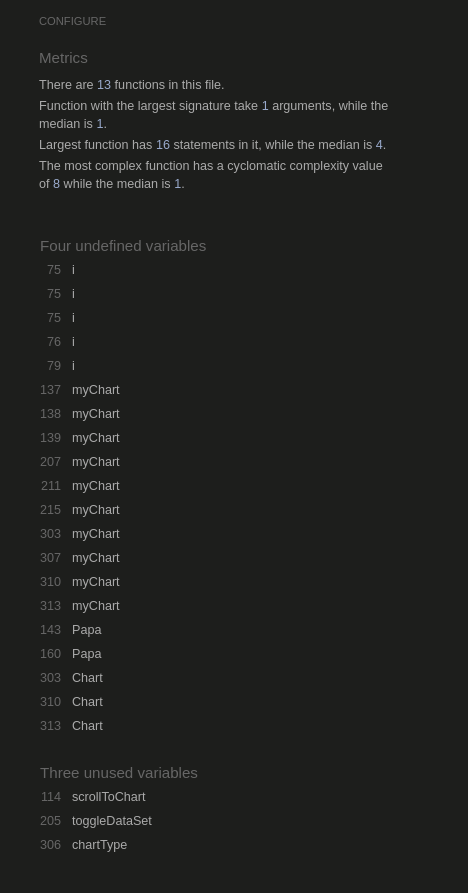 CONFIGURE
Metrics
There are 13 functions in this file.
Function with the largest signature take 1 arguments, while the
median is 1.
Largest function has 16 statements in it, while the median is 4.
The most complex function has a cyclomatic complexity value
of 8 while the median is 1.
Four undefined variables
75 i
75 i
75 i
76 i
79 i
137 myChart
138 myChart
139 myChart
207 myChart
211 myChart
215 myChart
303 myChart
307 myChart
310 myChart
313 myChart
143 Papa
160 Papa
303 Chart
310 Chart
313 Chart
Three unused variables
114 scrollToChart
205 toggleDataSet
306 chartType